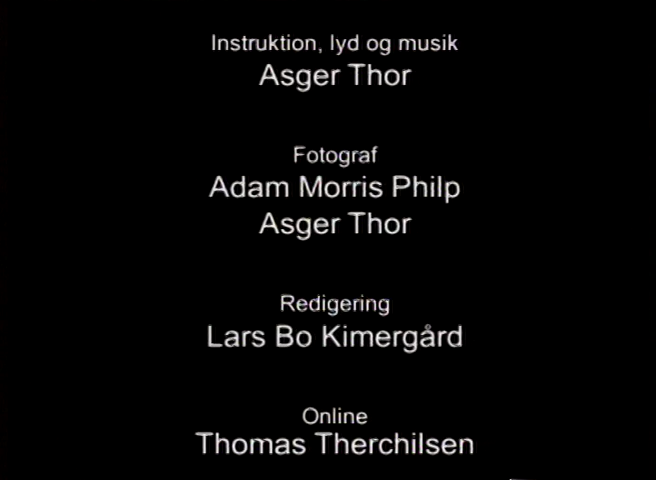 Instruktion, lyd og musik
Asger Thor
Fotograf
Adam Morris Philp
Asger Thor
Redigering
Lars Bo Kimergård
Online
Thomas Therchilsen